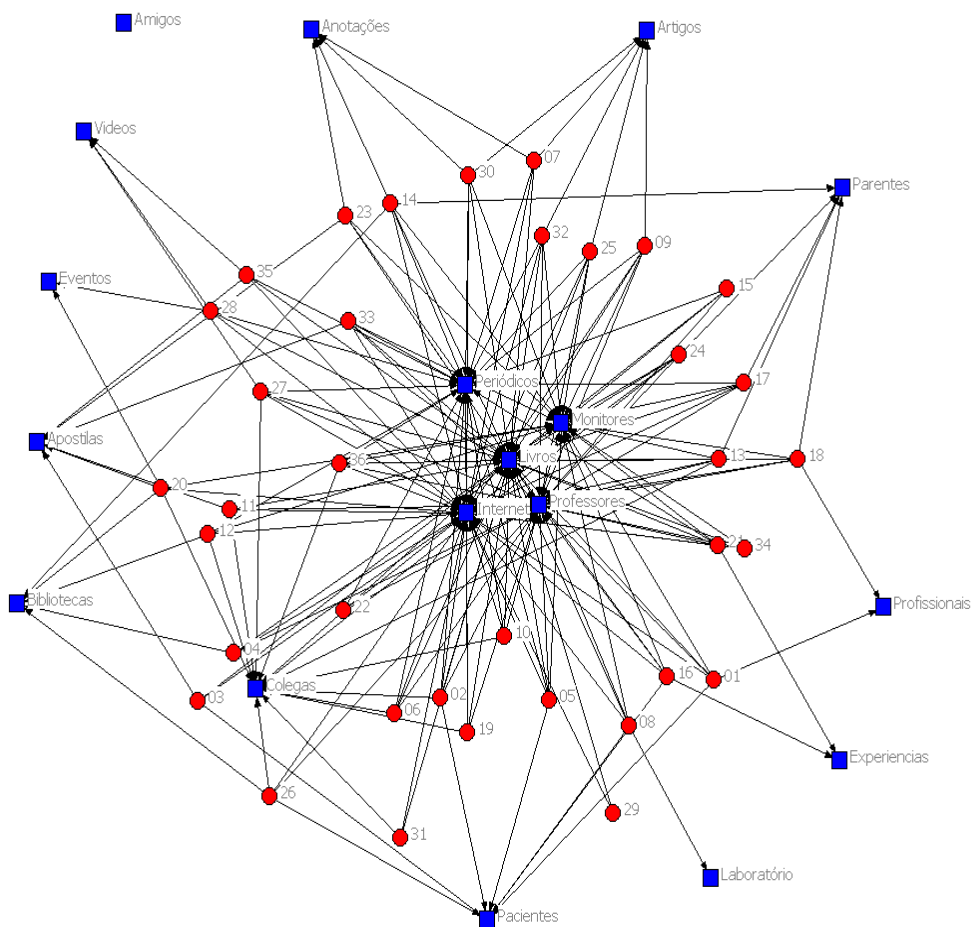 Amigos
Anotações
Artigos
Videos
30
07
Parentes
14
23
32
25
09
35
Eventos
15
28
33
24
Periódicos
17
27
Monitores
Apostilas
Livros
36
13
18
20
11
Internet
Professores
12
21
34
Bibliotecas
Profissionais
22
10
04
16
01
Colegas
03
02
05
06
08
19
Experiencias
26
29
31
Laboratório
Pacientes